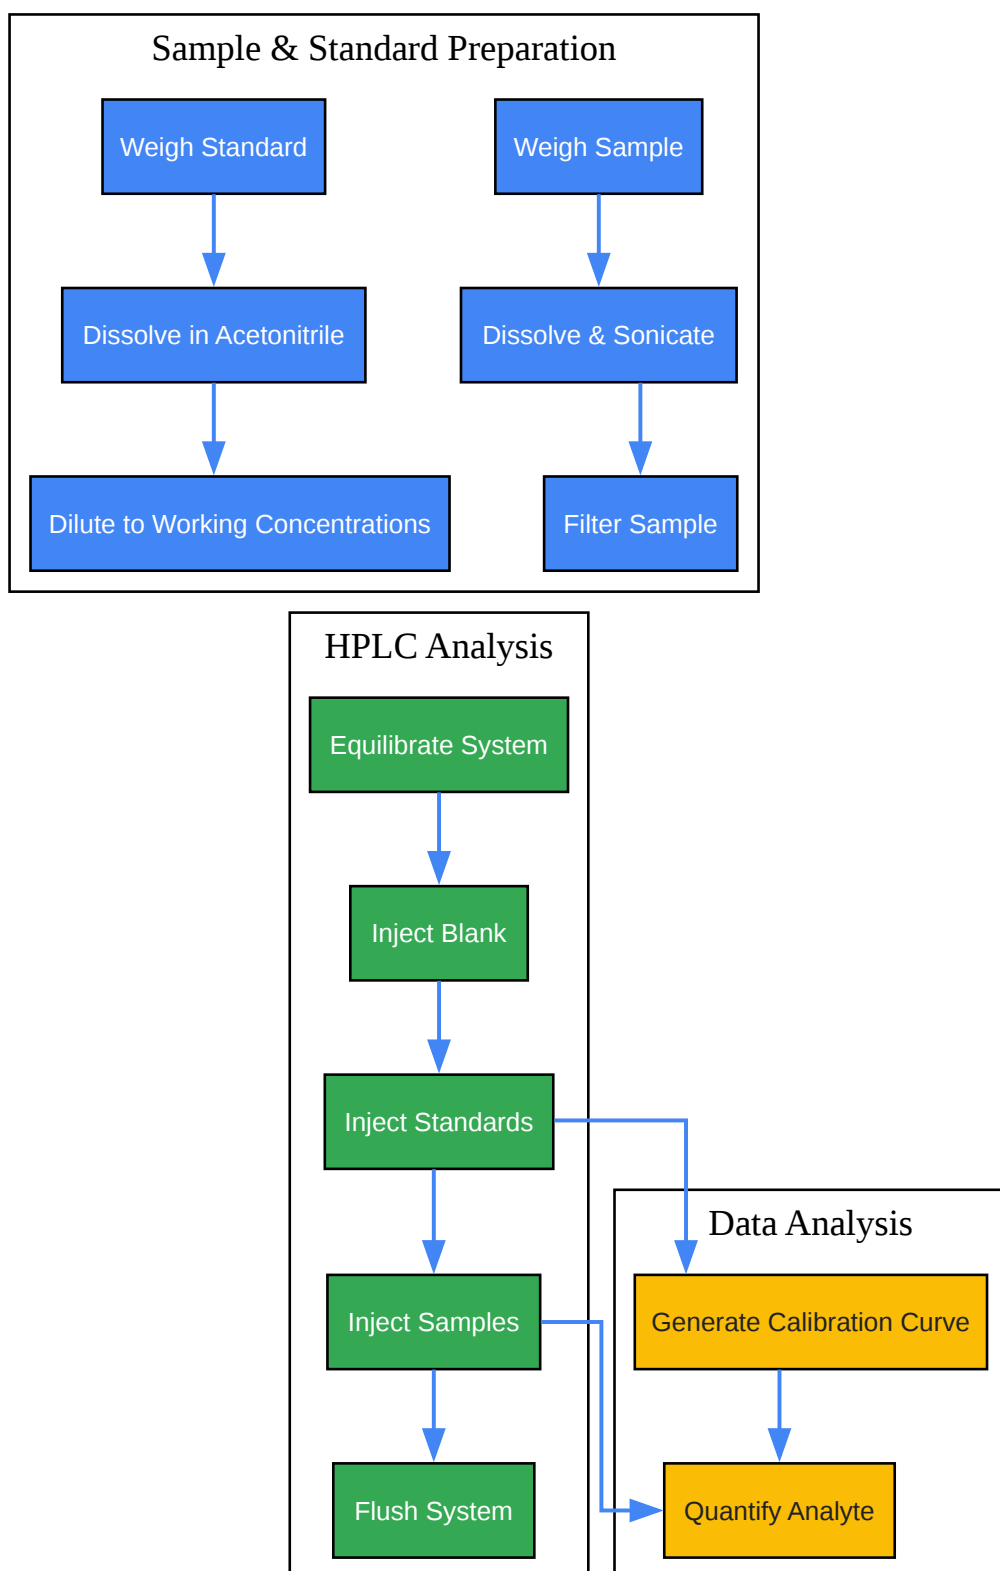 Sample & Standard Preparation
Weigh Standard
Weigh Sample
Dissolve in Acetonitrile
Dissolve & Sonicate
Dilute to Working Concentrations
Filter Sample
HPLC Analysis
Equilibrate System
Inject Blank
Inject Standards
Data Analysis
Inject Samples
Generate Calibration Curve
Flush System
Quantify Analyte